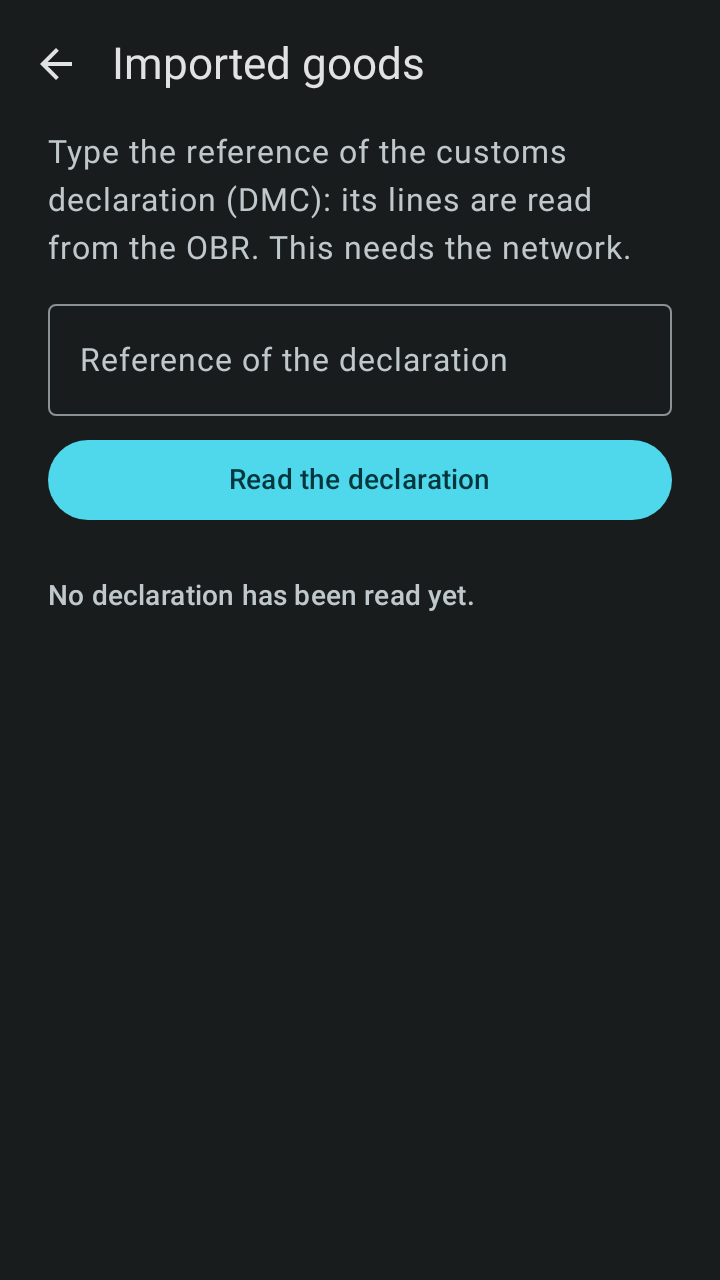 Imported goods
Type the reference of the customs
declaration (DMC): its lines are read
from the OBR. This needs the network.
Reference of the declaration
Read the declaration
No declaration has been read yet.